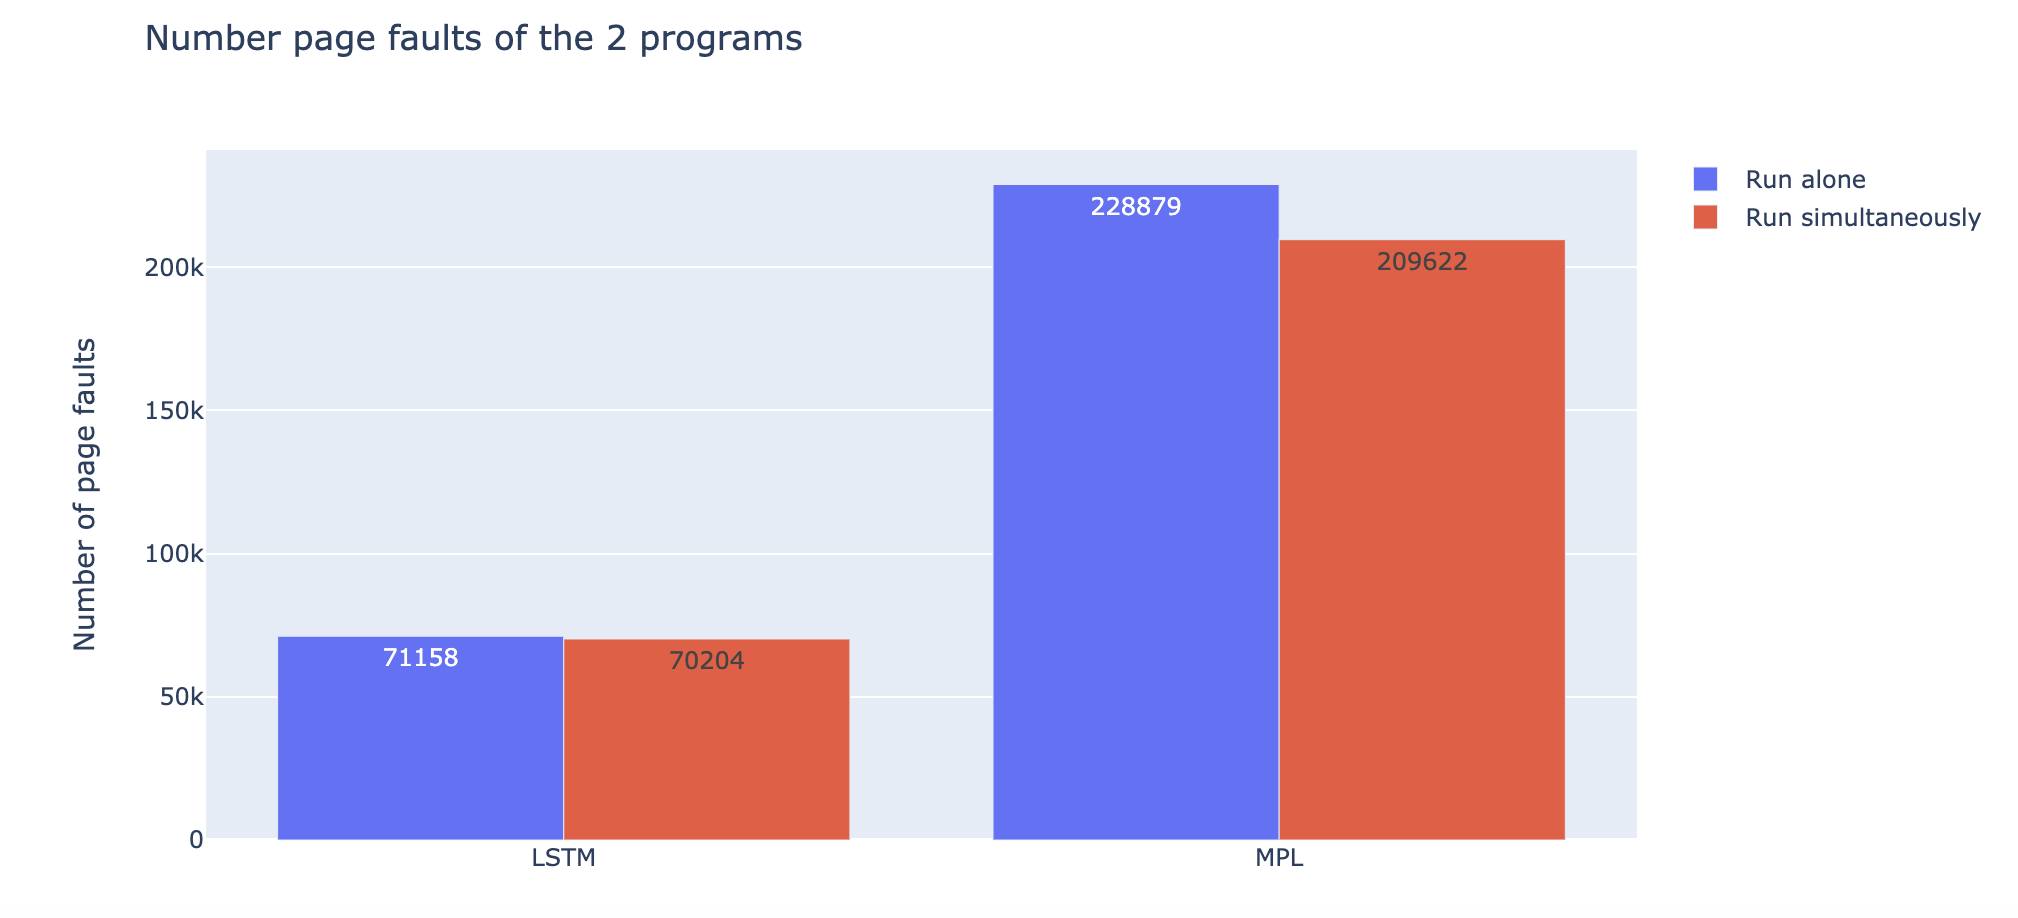 Number page faults of the 2 programs
Run alone
Run simultaneously
Number of page faults
200k
150k
100k
50k
0
228879
209622
71158
70204
LSTM
MPL